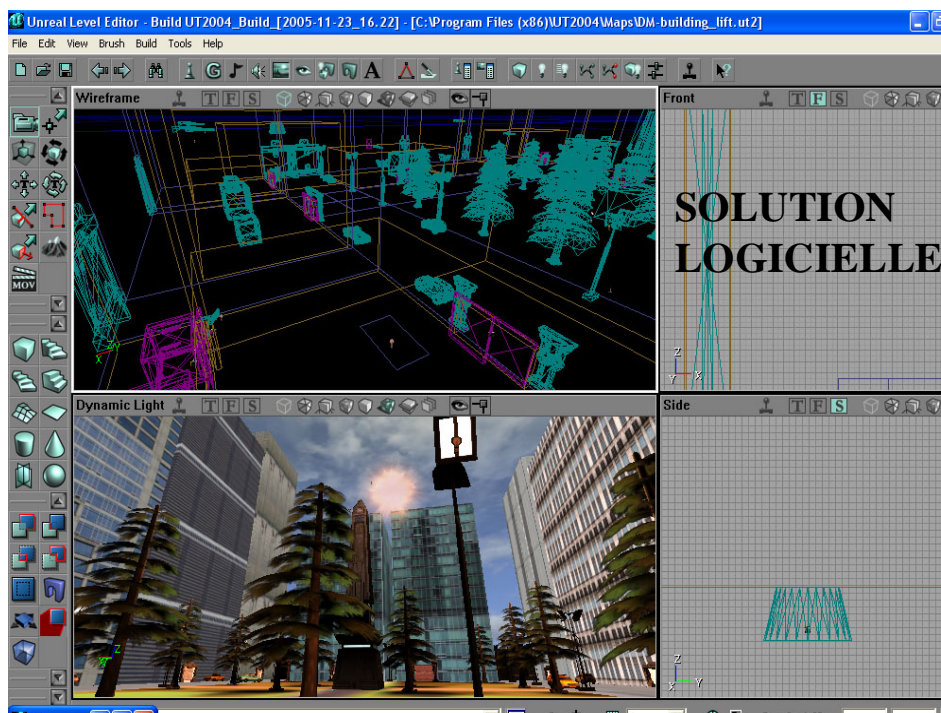 Unreal Level Editor - Build UT2004_Build_[2005-11-23_16.22] - [C:\Program Files (x86)\UT2004\Maps\DM-building_lift.ut2]
File Edit View Brush Build Tools Help
Wireframe T F S
Front T F S
MOV
SOLUTION
LOGICIELLE
Z
Y X
Dynamic Light T F S
Side T F S
Z
X Y